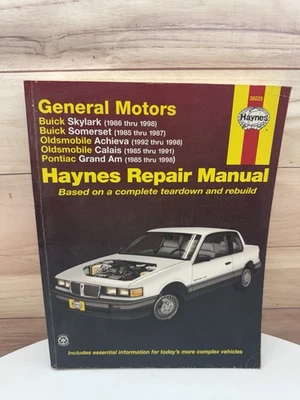 38025
Haynes
General Motors
Buick Skylark (1986 thru 1998)
Buick Somerset (1985 thru 1987)
Oldsmobile Achieva (1992 thru 1998)
Oldsmobile Calais (1985 thru 1991)
Pontiac Grand Am (1985 thru 1998)
Haynes Repair Manual
Based on a complete teardown and rebuild
Includes essential information for today's more complex vehicles